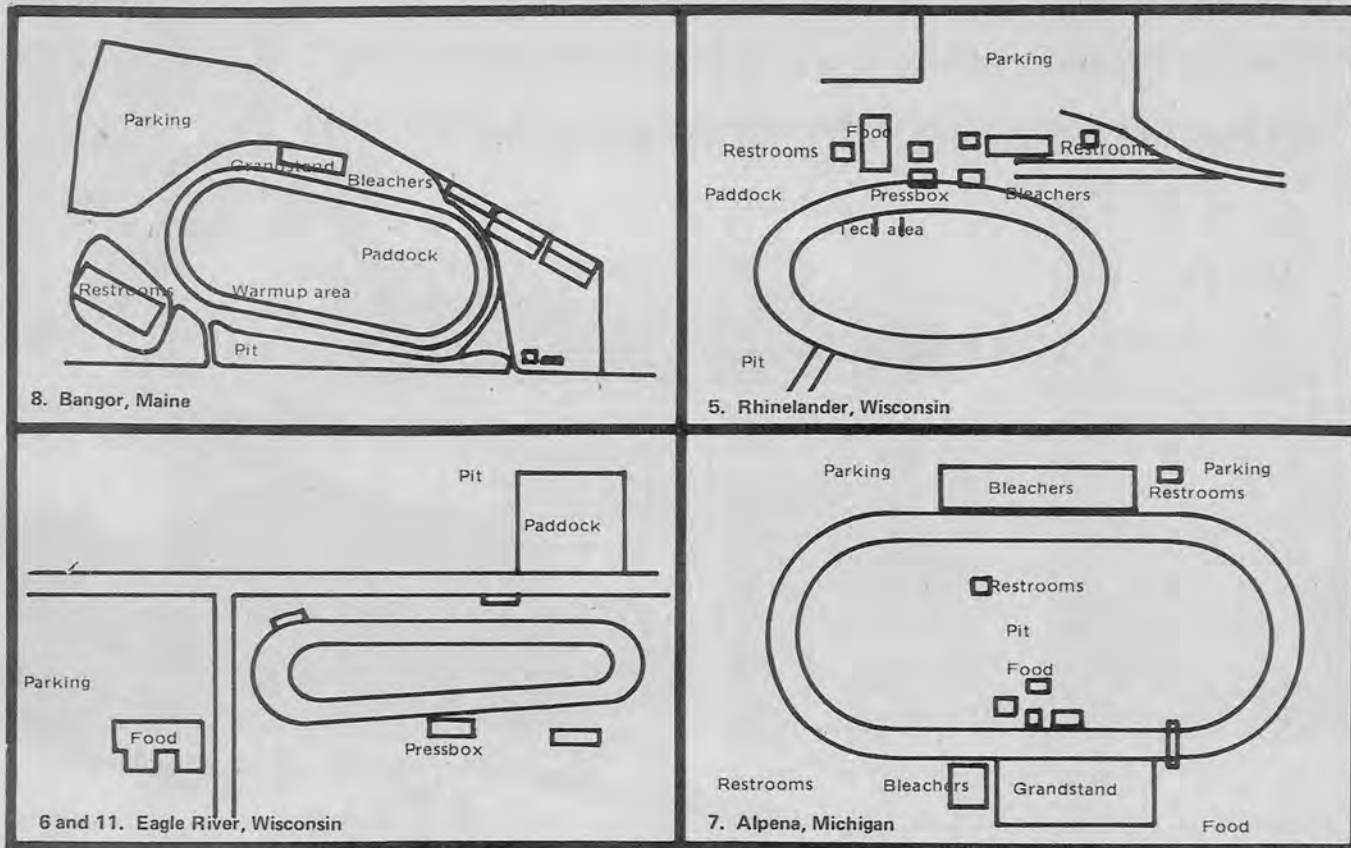 Parking
Grandstand
Bleachers
Paddock
Restrooms
Warmup area
Pit
8. Bangor, Maine
Parking
Food
Restrooms
Restrooms
Paddock
Pressbox
Bleachers
Tech area
Pit
5. Rhinelander, Wisconsin
Pit
Paddock
Parking
Food
Pressbox
6 and 11. Eagle River, Wisconsin
Parking
Bleachers
Parking
Restrooms
Restrooms
Pit
Food
Restrooms
Bleachers
Grandstand
Food
7. Alpena, Michigan